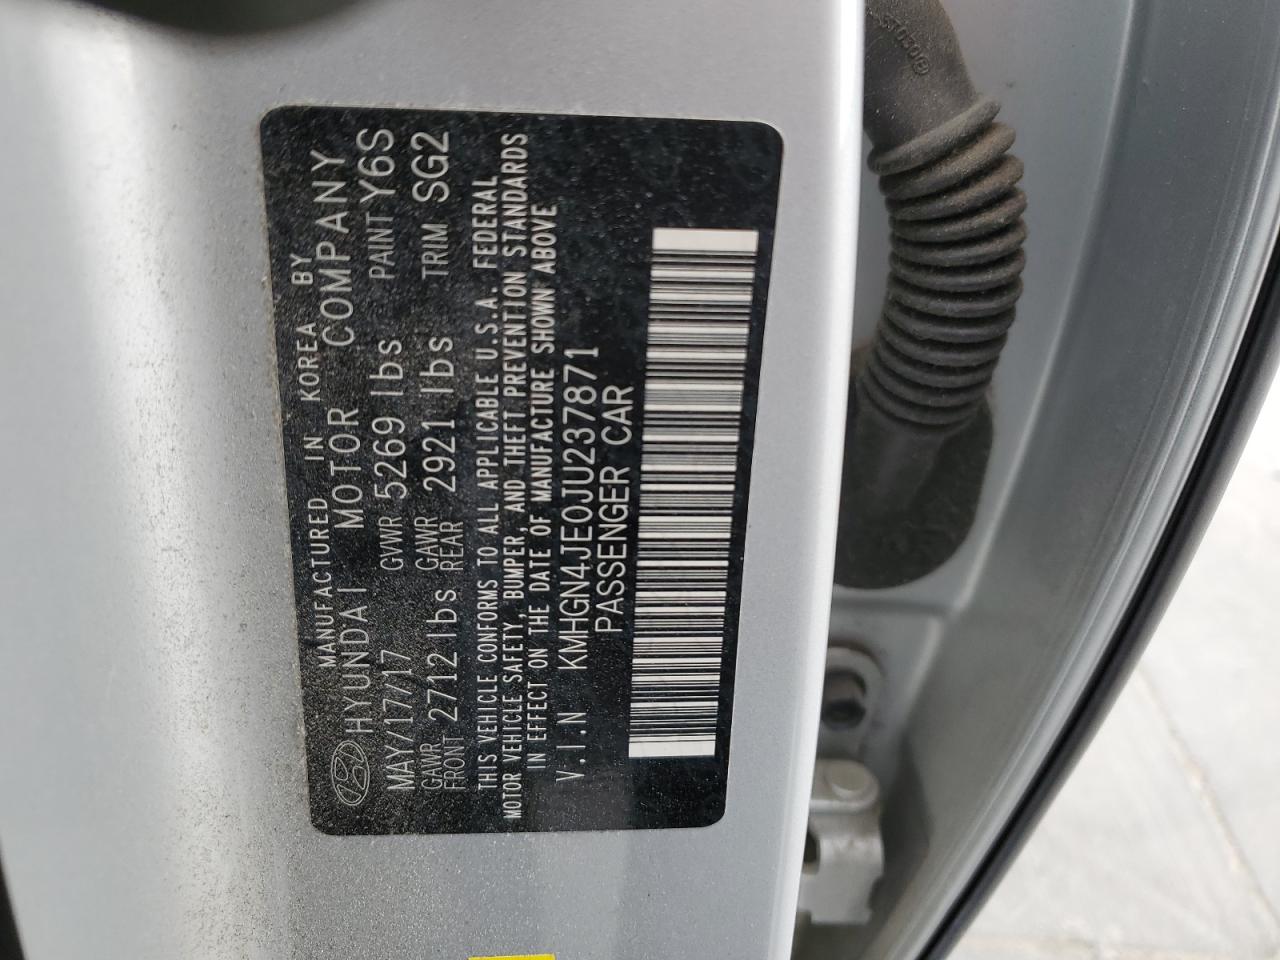 MANUFACTURED IN KOREA BY
HYUNDAI MOTOR COMPANY
MAY/17/17 GVWR 5269 lbs PAINT Y6S
GAWR FRONT 2712 lbs GAWR REAR 2921 lbs TRIM SG2
THIS VEHICLE CONFORMS TO ALL APPLICABLE U.S.A. FEDERAL
MOTOR VEHICLE SAFETY, BUMPER, AND THEFT PREVENTION STANDARDS
IN EFFECT ON THE DATE OF MANUFACTURE SHOWN ABOVE
V.I.N KMHGN4JE0JU237871
PASSENGER CAR